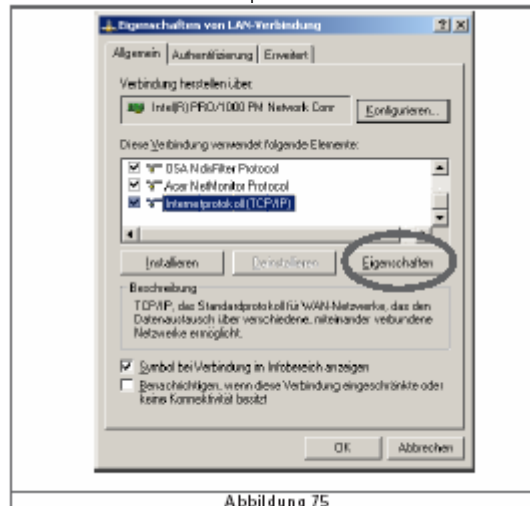 Eigenschaften von LAN-Verbindung
Allgemein Authentifizierung Erweitert
Verbindung herstellen über:
Intel(R) PRO/1000 PM Network Conr Konfigurieren...
Diese Verbindung verwendet folgende Elemente:
OSA NdisFilter Protocol
Acer NetMonitor Protocol
Internetprotokoll (TCP/IP)
Installieren Deinstallieren Eigenschaften
Beschreibung
TCP/IP, das Standardprotokoll für WAN-Netzwerke, das den
Datenaustausch über verschiedene, miteinander verbundene
Netzwerke ermöglicht.
Symbol bei Verbindung im Infobereich anzeigen
Benachrichtigen, wenn diese Verbindung eingeschränkte oder
keine Konnektivität besitzt
OK Abbrechen
Abbildung 75